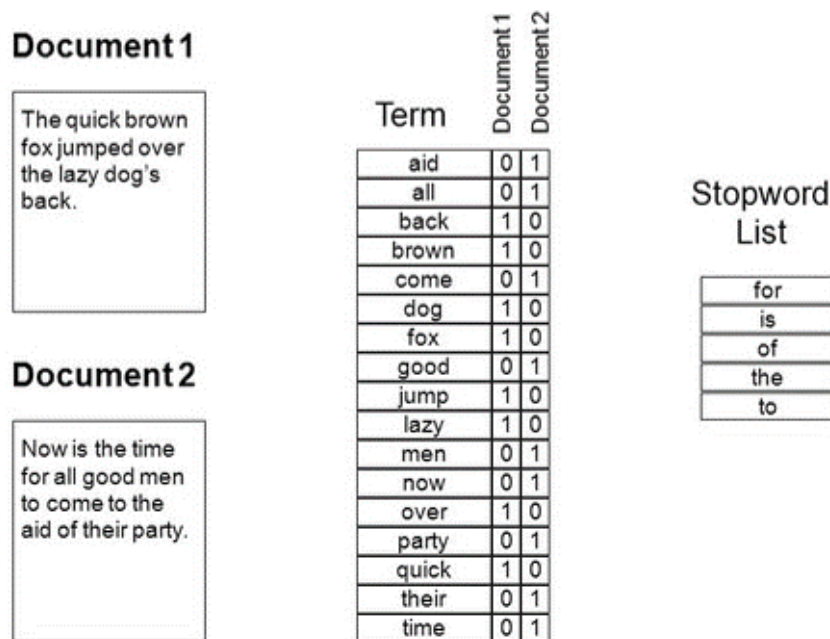 Document 1
The quick brown
fox jumped over
the lazy dog's
back.
Document 2
Now is the time
for all good men
to come to the
aid of their party.
Term Document 1 Document 2
aid 0 1
all 0 1
back 1 0
brown 1 0
come 0 1
dog 1 0
fox 1 0
good 0 1
jump 1 0
lazy 1 0
men 0 1
now 0 1
over 1 0
party 0 1
quick 1 0
their 0 1
time 0 1
Stopword
List
for
is
of
the
to